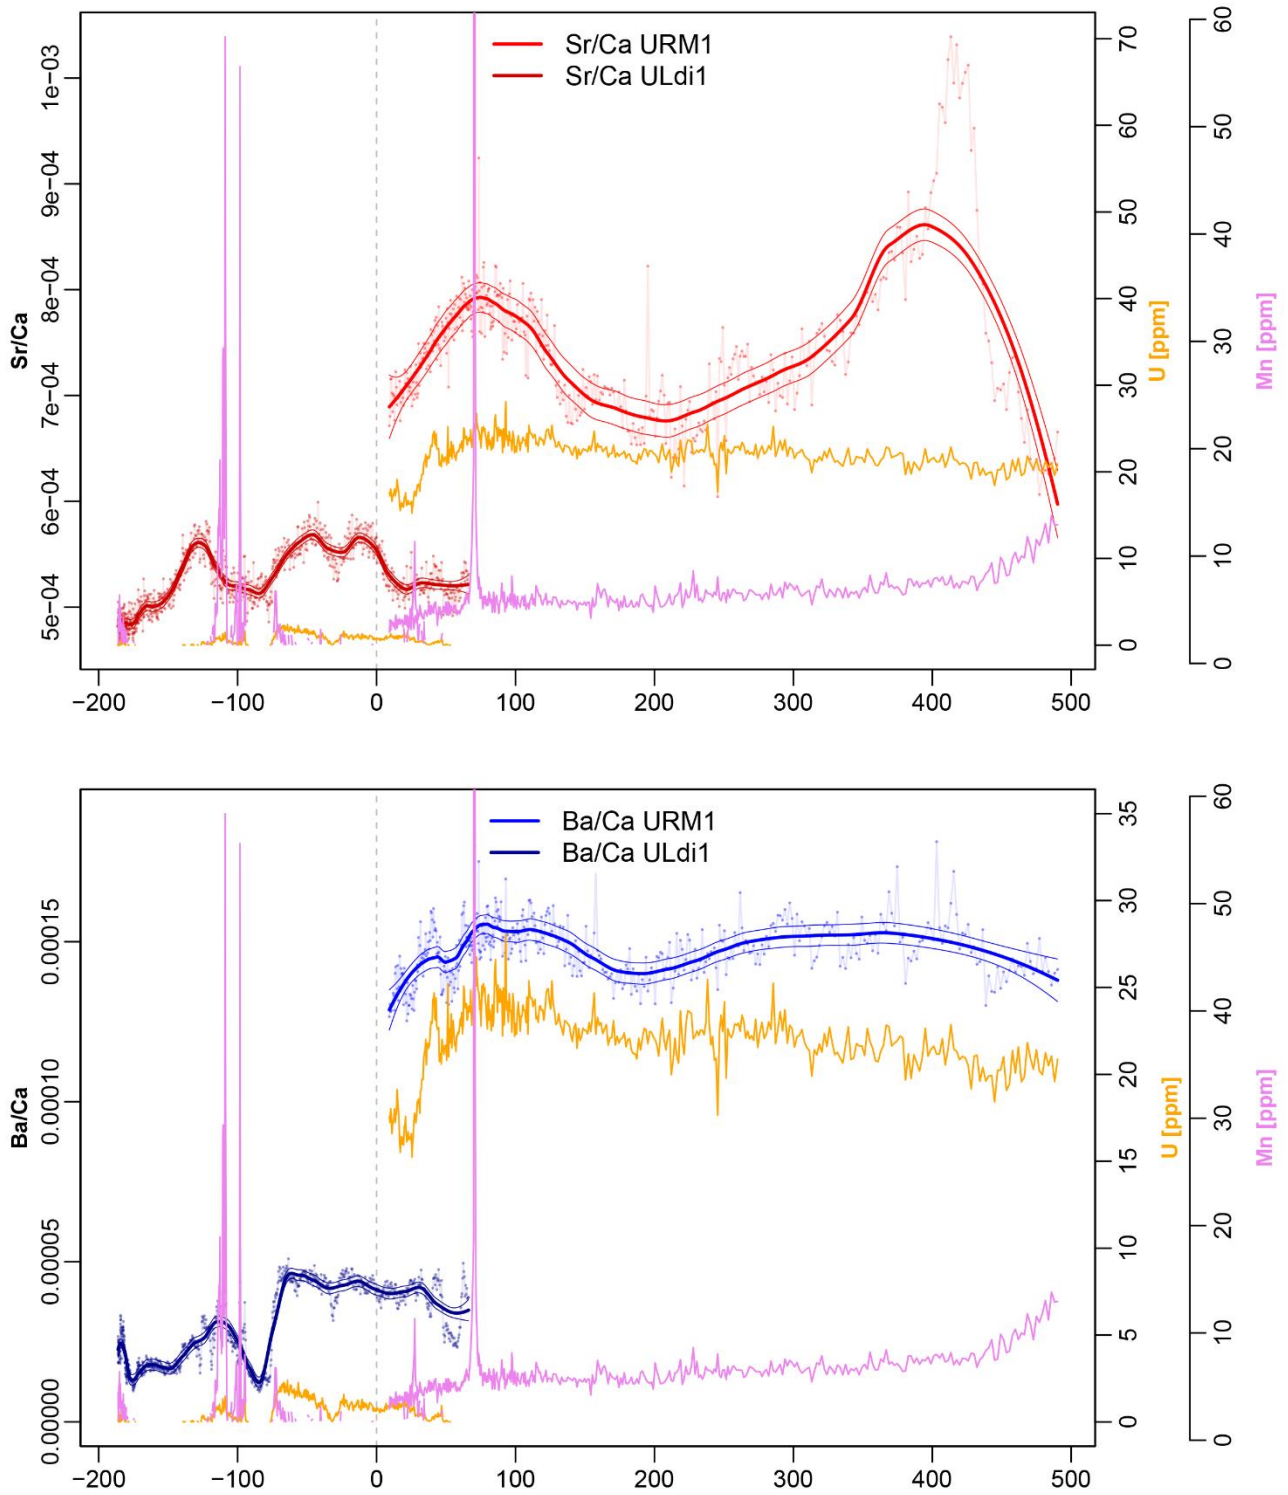 Sr/Ca URM1
Sr/Ca ULdi1
Sr/Ca
5e−04 6e−04 7e−04 8e−04 9e−04 1e−03
0 10 20 30 40 50 60 70
U [ppm]
0 10 20 30 40 50 60
Mn [ppm]
−200 −100 0 100 200 300 400 500
Ba/Ca URM1
Ba/Ca ULdi1
Ba/Ca
0.00000 0.00005 0.00010 0.00015
0 5 10 15 20 25 30 35
U [ppm]
0 10 20 30 40 50 60
Mn [ppm]
−200 −100 0 100 200 300 400 500